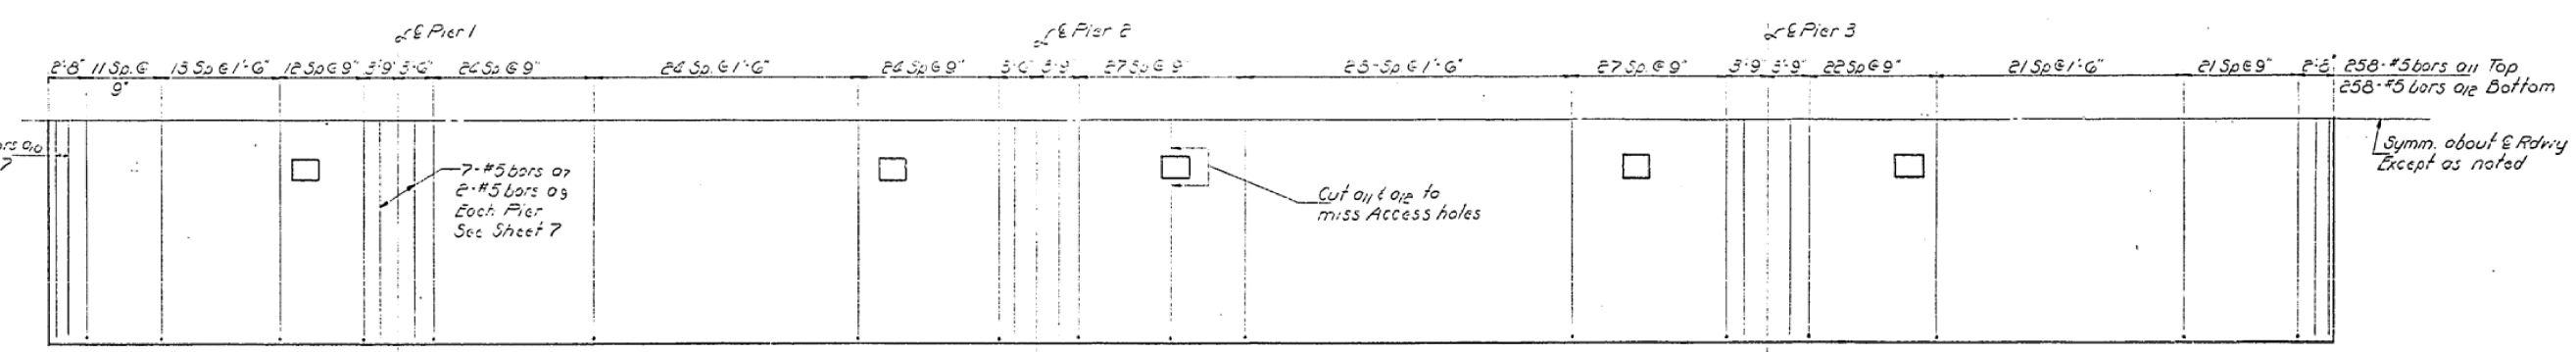 ℄ Pier 1
℄ Pier 2
℄ Pier 3
2'-8" 11 Sp. @ 9" 13 Sp @ 1'-6" 12 Sp @ 9" 3'-9" 3'-6" 24 Sp @ 9" 24 Sp. @ 1'-6" 24 Sp @ 9" 3'-6" 3'-9" 27 Sp @ 9" Sp. @ 1'-6" 27 Sp. @ 9" 3'-9" 3'-9" 22 Sp @ 9" 21 Sp @ 1'-6" 21 Sp @ 9" 2'-8" 258-#5 bars a11 Top
258-#5 bars a12 Bottom
a10
7
7-#5 bars a7
2-#5 bars
Each Pier
See Sheet 7
Cut a11 & a12 to
miss Access holes
Symm. about ℄ Rdwy
Except as noted